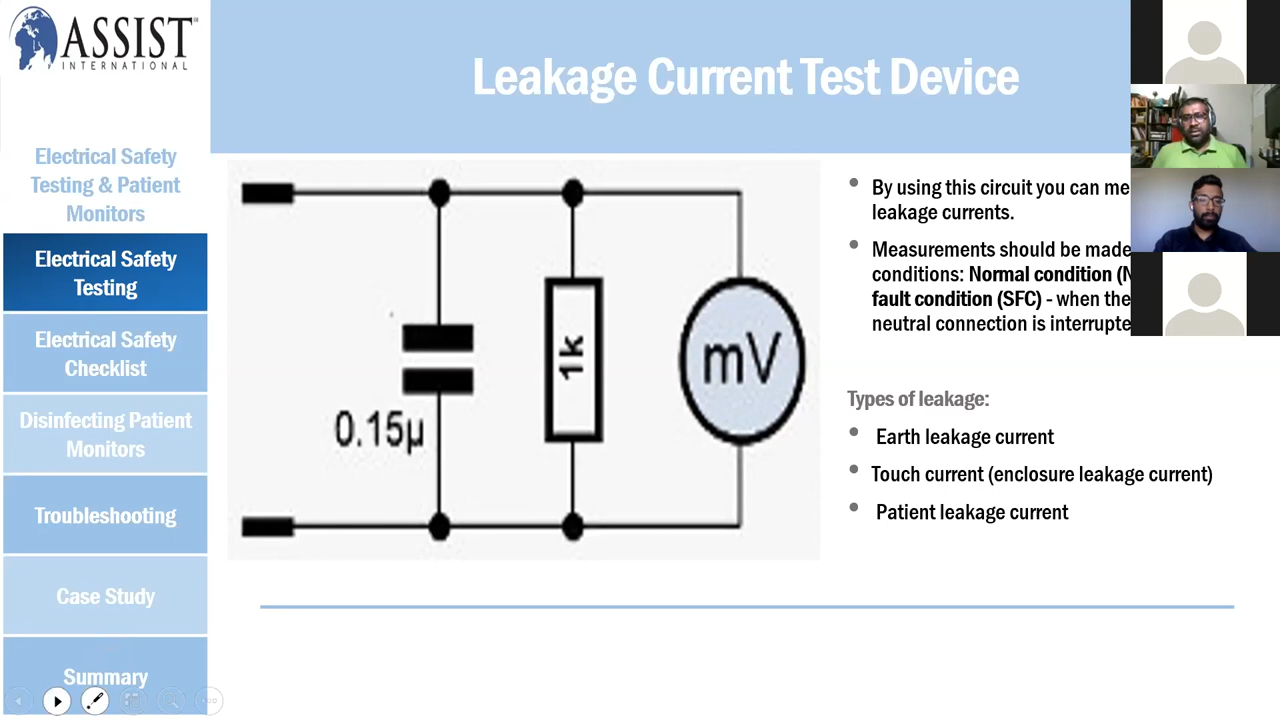 ASSIST
INTERNATIONAL
Leakage Current Test Device
Electrical Safety
Testing & Patient
Monitors
Electrical Safety
Testing
Electrical Safety
Checklist
Disinfecting Patient
Monitors
Troubleshooting
Case Study
Summary
0.15µ
1k
mV
By using this circuit you can me
leakage currents.
Measurements should be made
conditions: Normal condition (N
fault condition (SFC) - when the
neutral connection is interrupte
Types of leakage:
Earth leakage current
Touch current (enclosure leakage current)
Patient leakage current